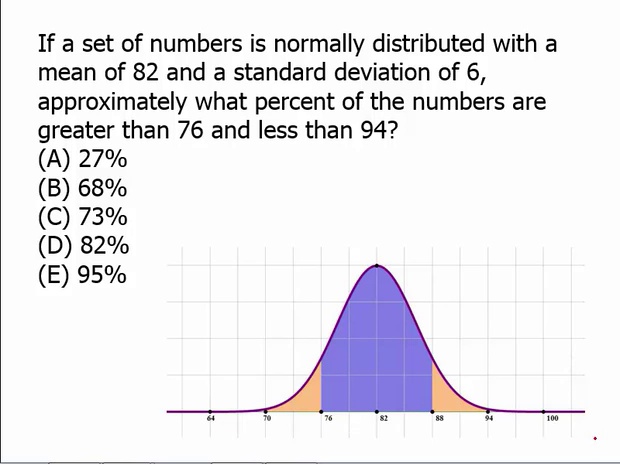 If a set of numbers is normally distributed with a
mean of 82 and a standard deviation of 6,
approximately what percent of the numbers are
greater than 76 and less than 94?
(A) 27%
(B) 68%
(C) 73%
(D) 82%
(E) 95%
64 70 76 82 88 94 100